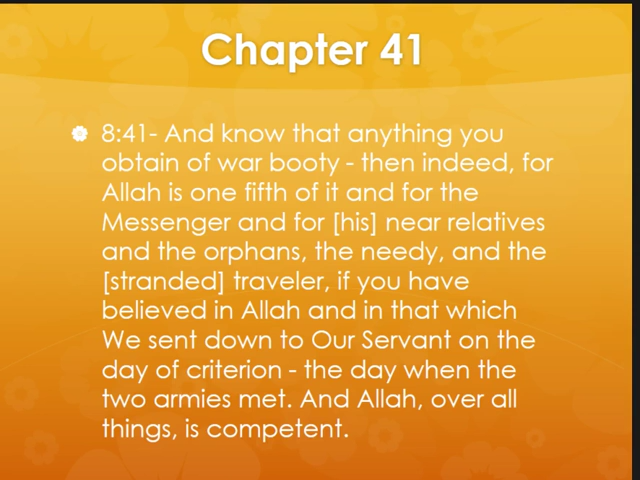 Chapter 41
8:41- And know that anything you
obtain of war booty - then indeed, for
Allah is one fifth of it and for the
Messenger and for [his] near relatives
and the orphans, the needy, and the
[stranded] traveler, if you have
believed in Allah and in that which
We sent down to Our Servant on the
day of criterion - the day when the
two armies met. And Allah, over all
things, is competent.